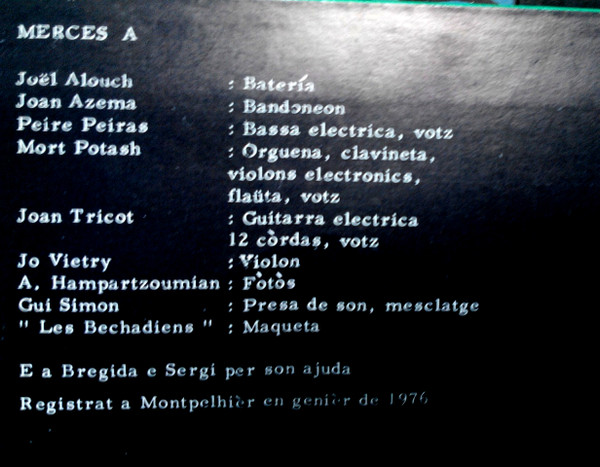 MERCES A
Joël Alouch : Batería
Joan Azema : Bandoneon
Peire Peiras : Bassa electrica, votz
Mort Potash : Orguena, clavineta,
violons electronics,
flaüta, votz
Joan Tricot : Guitarra electrica
12 còrdas, votz
Jo Vietry : Violon
A. Hampartzoumian : Fòtòs
Gui Simon : Presa de son, mesclatge
" Les Bechadiens " : Maqueta
E a Bregida e Sergi per son ajuda
Registrat a Montpelhièr en genièr de 1976